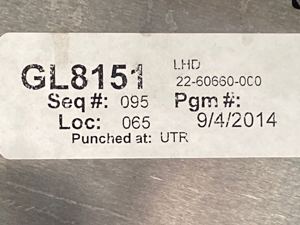 LHD
GL8151 22-60660-000
Seq #: 095 Pgm #:
Loc: 065 9/4/2014
Punched at: UTR